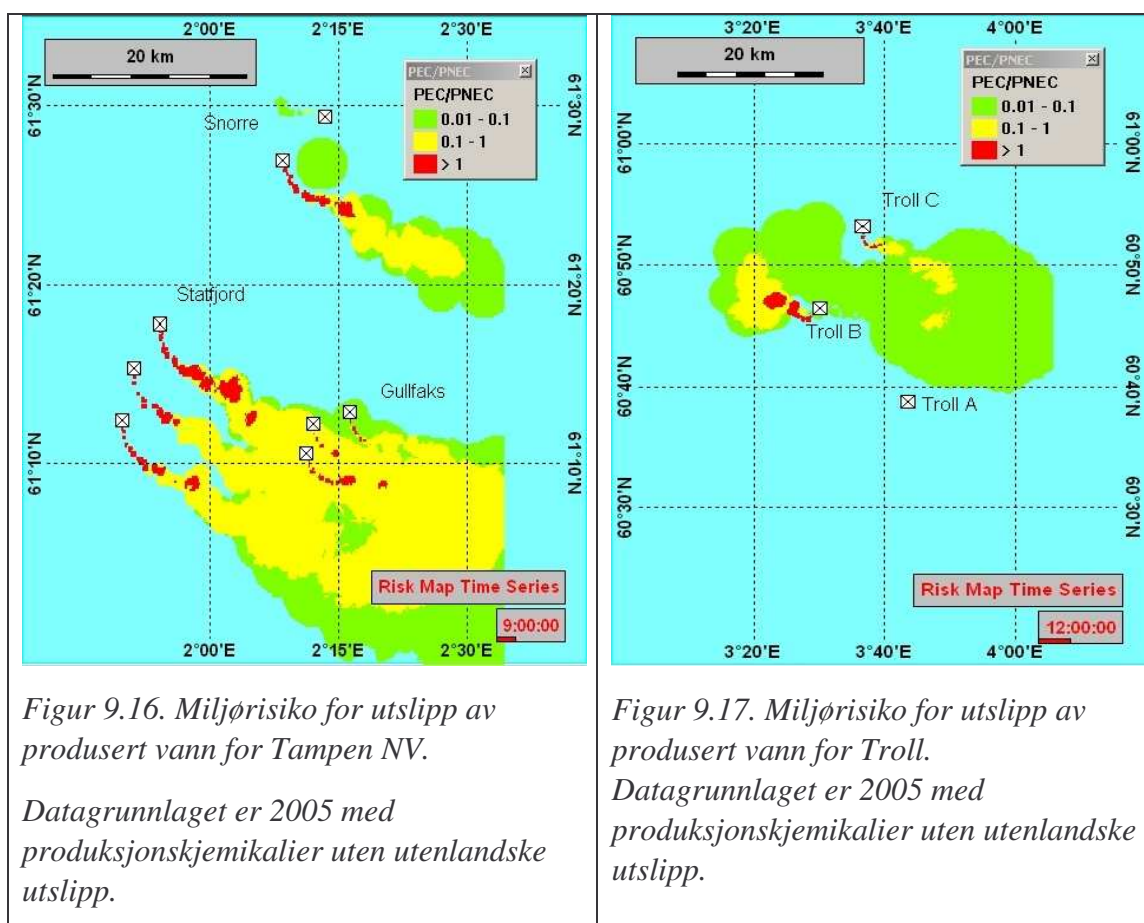 2°00'E 2°15'E 2°30'E
20 km
PEC/PNEC
PEC/PNEC
0.01 - 0.1
0.1 - 1
> 1
61°30'N
61°30'N
Snorre
61°20'N
61°20'N
Statfjord
Gullfaks
61°10'N
61°10'N
Risk Map Time Series
9:00:00
2°00'E 2°15'E 2°30'E
Figur 9.16. Miljørisiko for utslipp av
produsert vann for Tampen NV.
Datagrunnlaget er 2005 med
produksjonskjemikalier uten utenlandske
utslipp.
3°20'E 3°40'E 4°00'E
20 km
PEC/PNEC
PEC/PNEC
0.01 - 0.1
0.1 - 1
> 1
61°00'N
61°00'N
Troll C
60°50'N
60°50'N
Troll B
60°40'N
60°40'N
Troll A
60°30'N
60°30'N
Risk Map Time Series
12:00:00
3°20'E 3°40'E 4°00'E
Figur 9.17. Miljørisiko for utslipp av
produsert vann for Troll.
Datagrunnlaget er 2005 med
produksjonskjemikalier uten utenlandske
utslipp.